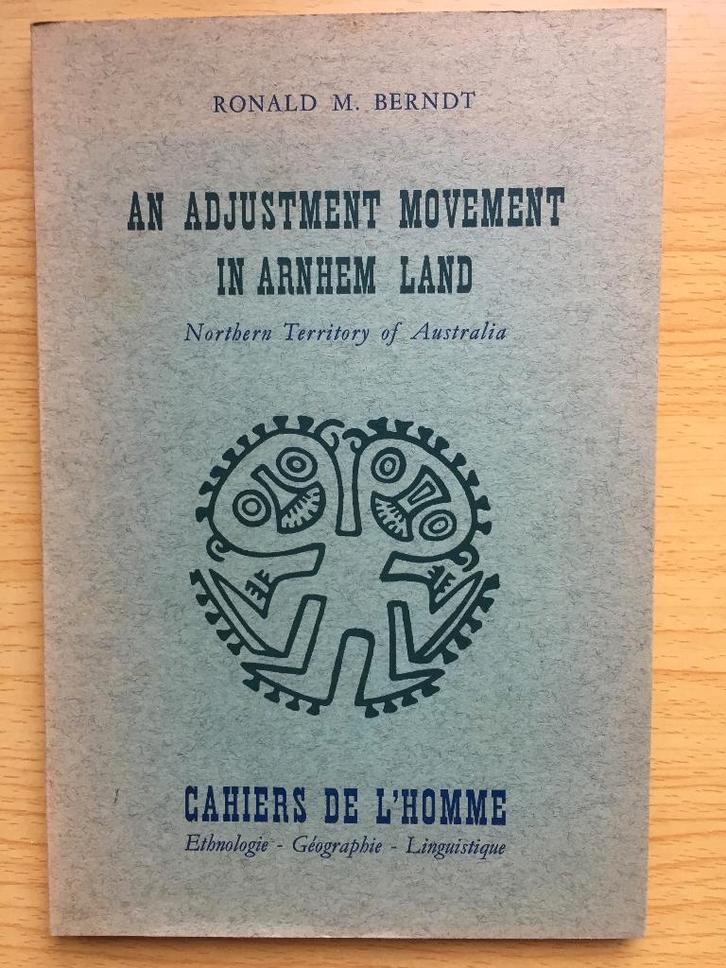 RONALD M. BERNDT
AN ADJUSTMENT MOVEMENT
IN ARNHEM LAND
Northern Territory of Australia
CAHIERS DE L'HOMME
Ethnologie - Géographie - Linguistique